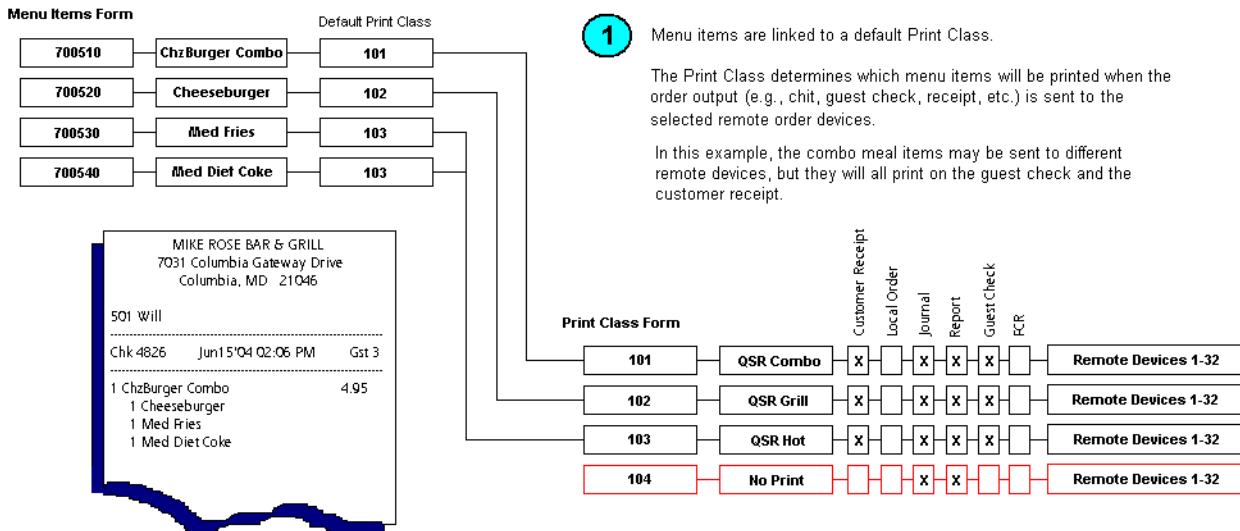 Menu Items Form
Default Print Class
700510 ChzBurger Combo 101
700520 Cheeseburger 102
700530 Med Fries 103
700540 Med Diet Coke 103
1
Menu items are linked to a default Print Class.
The Print Class determines which menu items will be printed when the
order output (e.g., chit, guest check, receipt, etc.) is sent to the
selected remote order devices.
In this example, the combo meal items may be sent to different
remote devices, but they will all print on the guest check and the
customer receipt.
MIKE ROSE BAR & GRILL
7031 Columbia Gateway Drive
Columbia, MD 21046
501 Will
Chk 4826 Jun15'04 02:06 PM Gst 3
1 ChzBurger Combo 4.95
1 Cheeseburger
1 Med Fries
1 Med Diet Coke
Print Class Form
Customer Receipt
Local Order
Journal
Report
Guest Check
FCR
101 QSR Combo X X X X Remote Devices 1-32
102 QSR Grill X X X X Remote Devices 1-32
103 QSR Hot X X X X Remote Devices 1-32
104 No Print X X Remote Devices 1-32